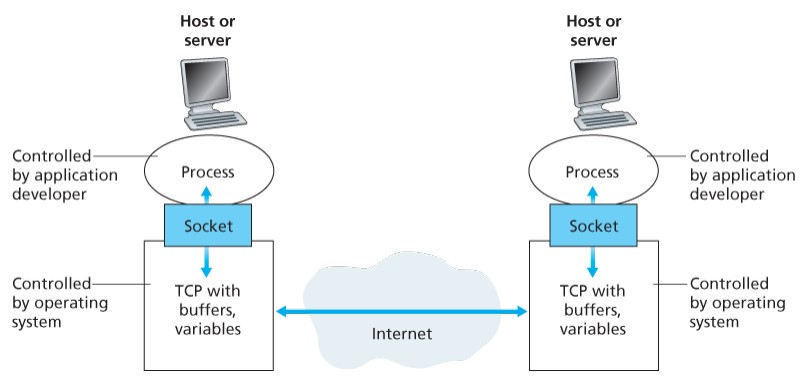 Host or
server
Host or
server
Controlled
by application
developer
Process
Process
Controlled
by application
developer
Socket
Socket
Controlled
by operating
system
TCP with
buffers,
variables
Internet
TCP with
buffers,
variables
Controlled
by operating
system